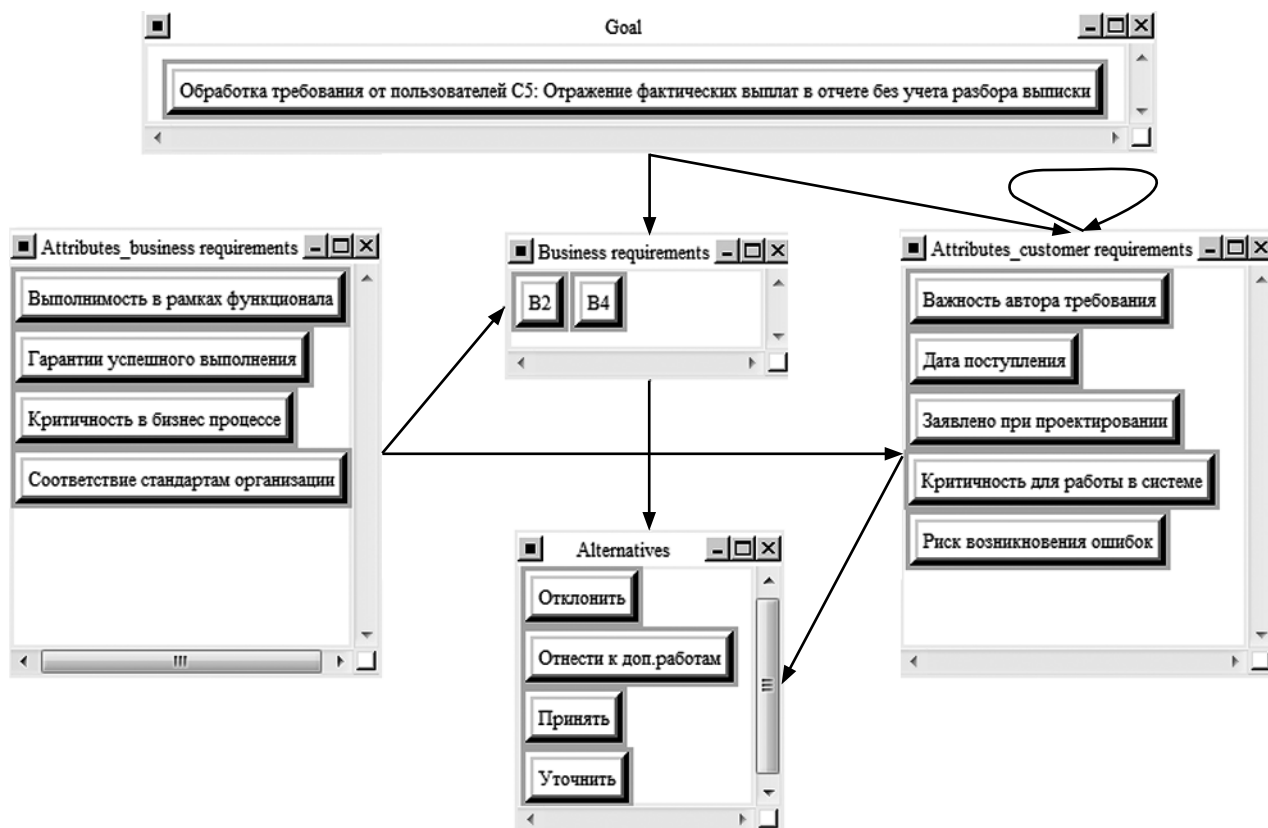 Goal
Обработка требования от пользователей С5: Отражение фактических выплат в отчете без учета разбора выписки
Attributes_business requirements
Выполнимость в рамках функционала
Гарантии успешного выполнения
Критичность в бизнес процессе
Соответствие стандартам организации
Business requirements
B2 B4
Attributes_customer requirements
Важность автора требования
Дата поступления
Заявлено при проектировании
Критичность для работы в системе
Риск возникновения ошибок
Alternatives
Отклонить
Отнести к доп.работам
Принять
Уточнить